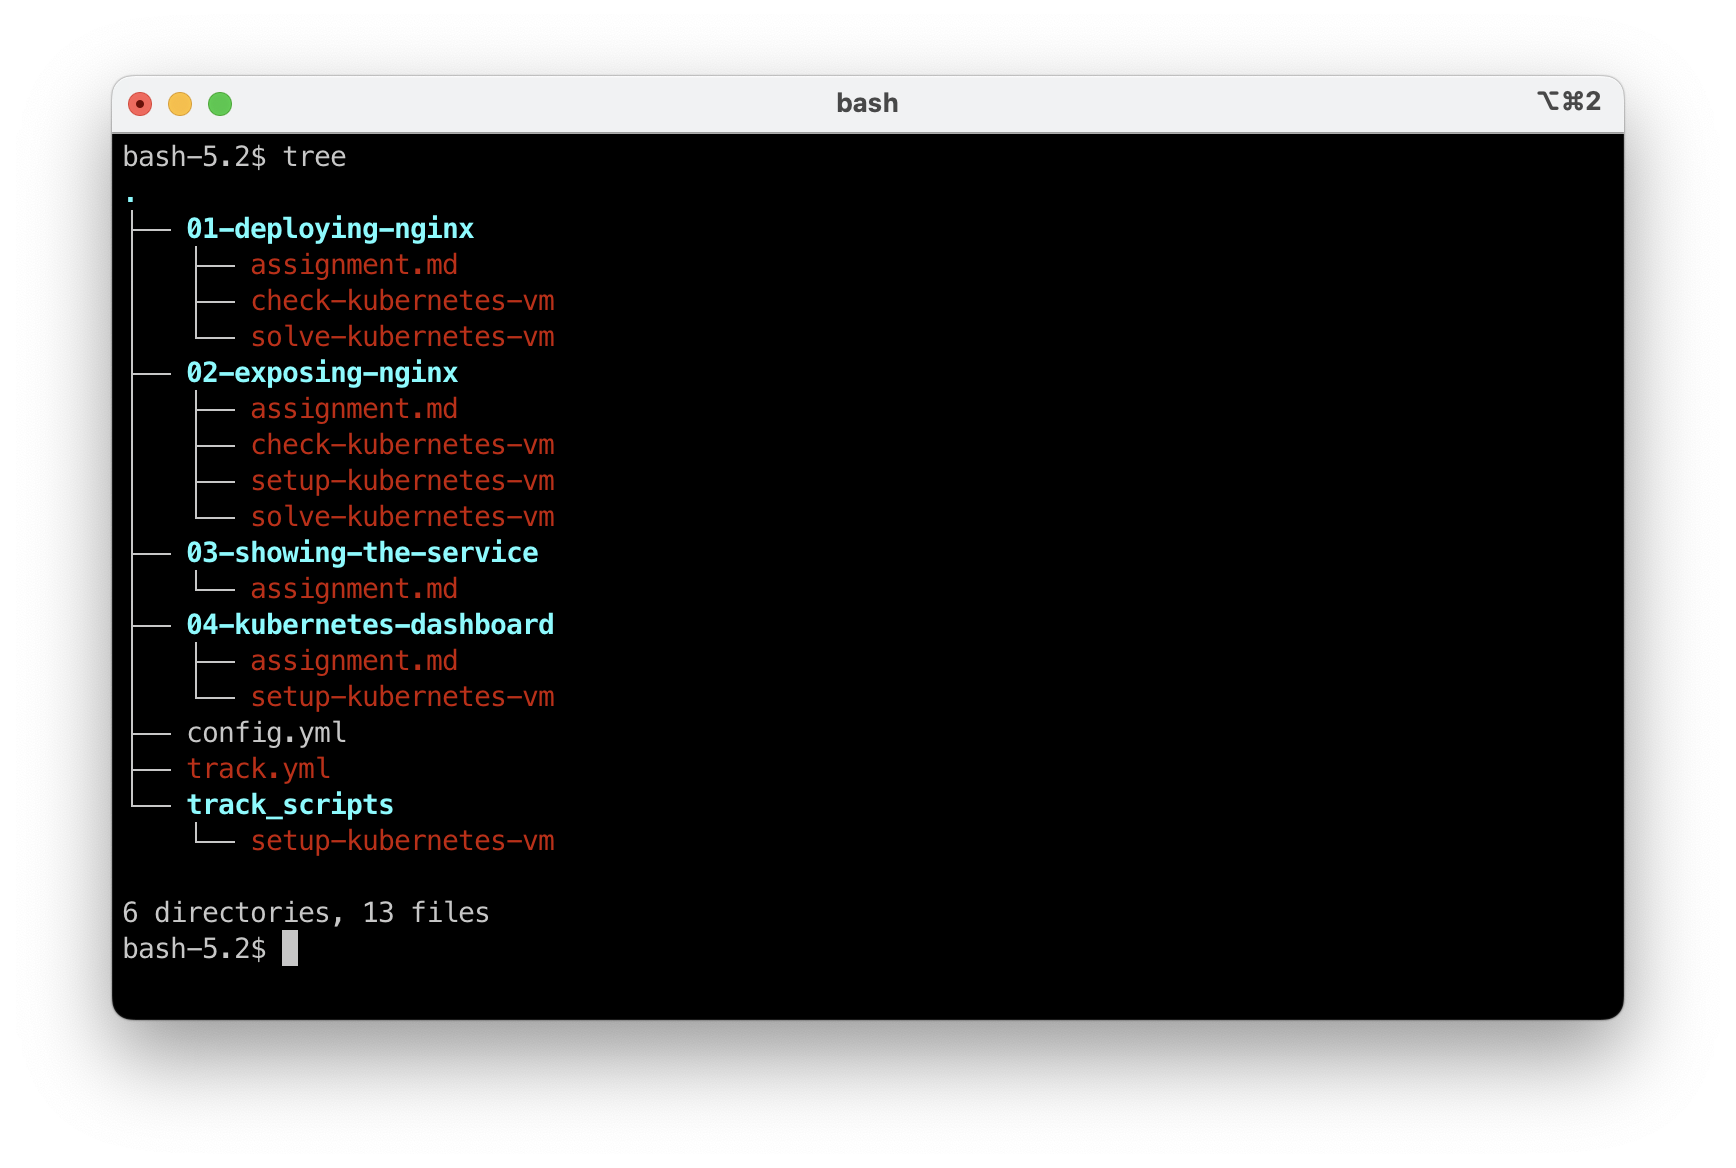 bash ⌥⌘2
bash-5.2$ tree
.
├── 01-deploying-nginx
│   ├── assignment.md
│   ├── check-kubernetes-vm
│   └── solve-kubernetes-vm
├── 02-exposing-nginx
│   ├── assignment.md
│   ├── check-kubernetes-vm
│   ├── setup-kubernetes-vm
│   └── solve-kubernetes-vm
├── 03-showing-the-service
│   └── assignment.md
├── 04-kubernetes-dashboard
│   ├── assignment.md
│   └── setup-kubernetes-vm
├── config.yml
├── track.yml
└── track_scripts
    └── setup-kubernetes-vm

6 directories, 13 files
bash-5.2$